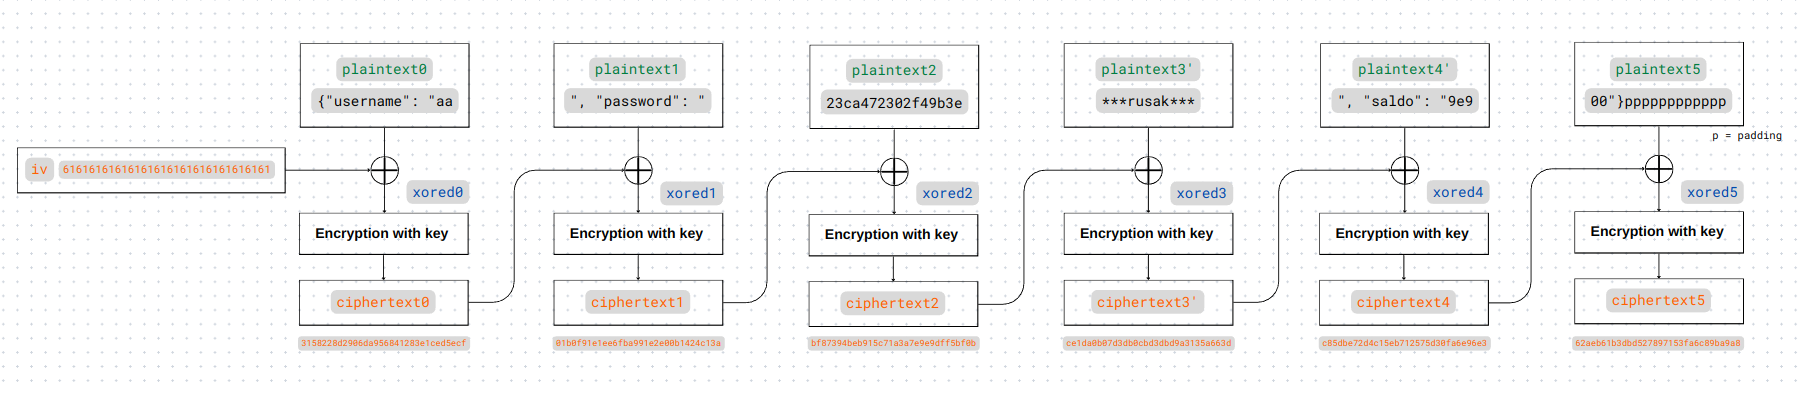 plaintext0
{"username": "aa
plaintext1
", "password": "
plaintext2
23ca472302f49b3e
plaintext3'
***rusak***
plaintext4'
", "saldo": "9e9
plaintext5
00"}pppppppppppp
p = padding
iv 61616161616161616161616161616161
xored0
xored1
xored2
xored3
xored4
xored5
Encryption with key
Encryption with key
Encryption with key
Encryption with key
Encryption with key
Encryption with key
ciphertext0
ciphertext1
ciphertext2
ciphertext3'
ciphertext4
ciphertext5
3158228d2906da956841283e1ced5ecf
01b0f91e1ee6fba991e2e00b1424c13a
bf87394beb915c71a3a7e9e9dff5bf0b
ce1da0b07d3db0cbd3dbd9a3135a663d
c85dbe72d4c15eb712575d30fa6e96e3
62aeb61b3dbd527897153fa6c89ba9a8